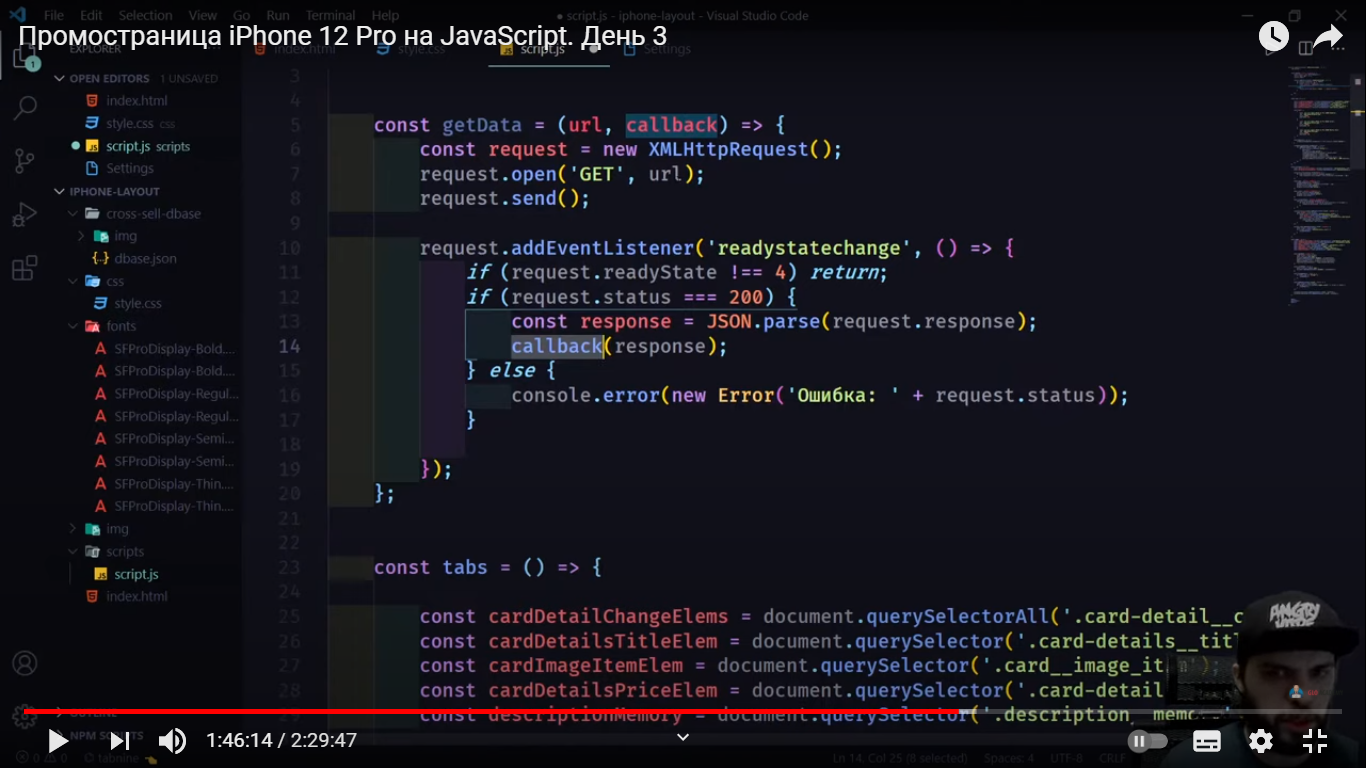 File Edit Selection View Go Run Terminal Help
● script.js - iphone-layout - Visual Studio Code
Промостраница iPhone 12 Pro на JavaScript. День 3
EXPLORER
index.html
style.css
script.js
Settings
1
OPEN EDITORS 1 UNSAVED
index.html
style.css css
script.js scripts
Settings
IPHONE-LAYOUT
cross-sell-dbase
img
dbase.json
css
style.css
fonts
SFProDisplay-Bold....
SFProDisplay-Bold....
SFProDisplay-Regul...
SFProDisplay-Regul...
SFProDisplay-Semi...
SFProDisplay-Semi...
SFProDisplay-Thin....
SFProDisplay-Thin....
img
scripts
script.js
index.html
OUTLINE
NPM SCRIPTS
3
4
5 const getData = (url, callback) => {
6 const request = new XMLHttpRequest();
7 request.open('GET', url);
8 request.send();
9
10 request.addEventListener('readystatechange', () => {
11 if (request.readyState !== 4) return;
12 if (request.status === 200) {
13 const response = JSON.parse(request.response);
14 callback(response);
15 } else {
16 console.error(new Error('Ошибка: ' + request.status));
17 }
18
19 });
20 };
21
22
23 const tabs = () => {
24
25 const cardDetailChangeElems = document.querySelectorAll('.card-detail__c
26 const cardDetailsTitleElem = document.querySelector('.card-details__titl
27 const cardImageItemElem = document.querySelector('.card__image_it
28 const cardDetailsPriceElem = document.querySelector('.card-detail
29 const descriptionMemory = document.querySelector('.description__memo
ANGRY
1:46:14 / 2:29:47
0 0 tabnine
Ln 14, Col 25 (8 selected) Spaces: 4 UTF-8 CRLF